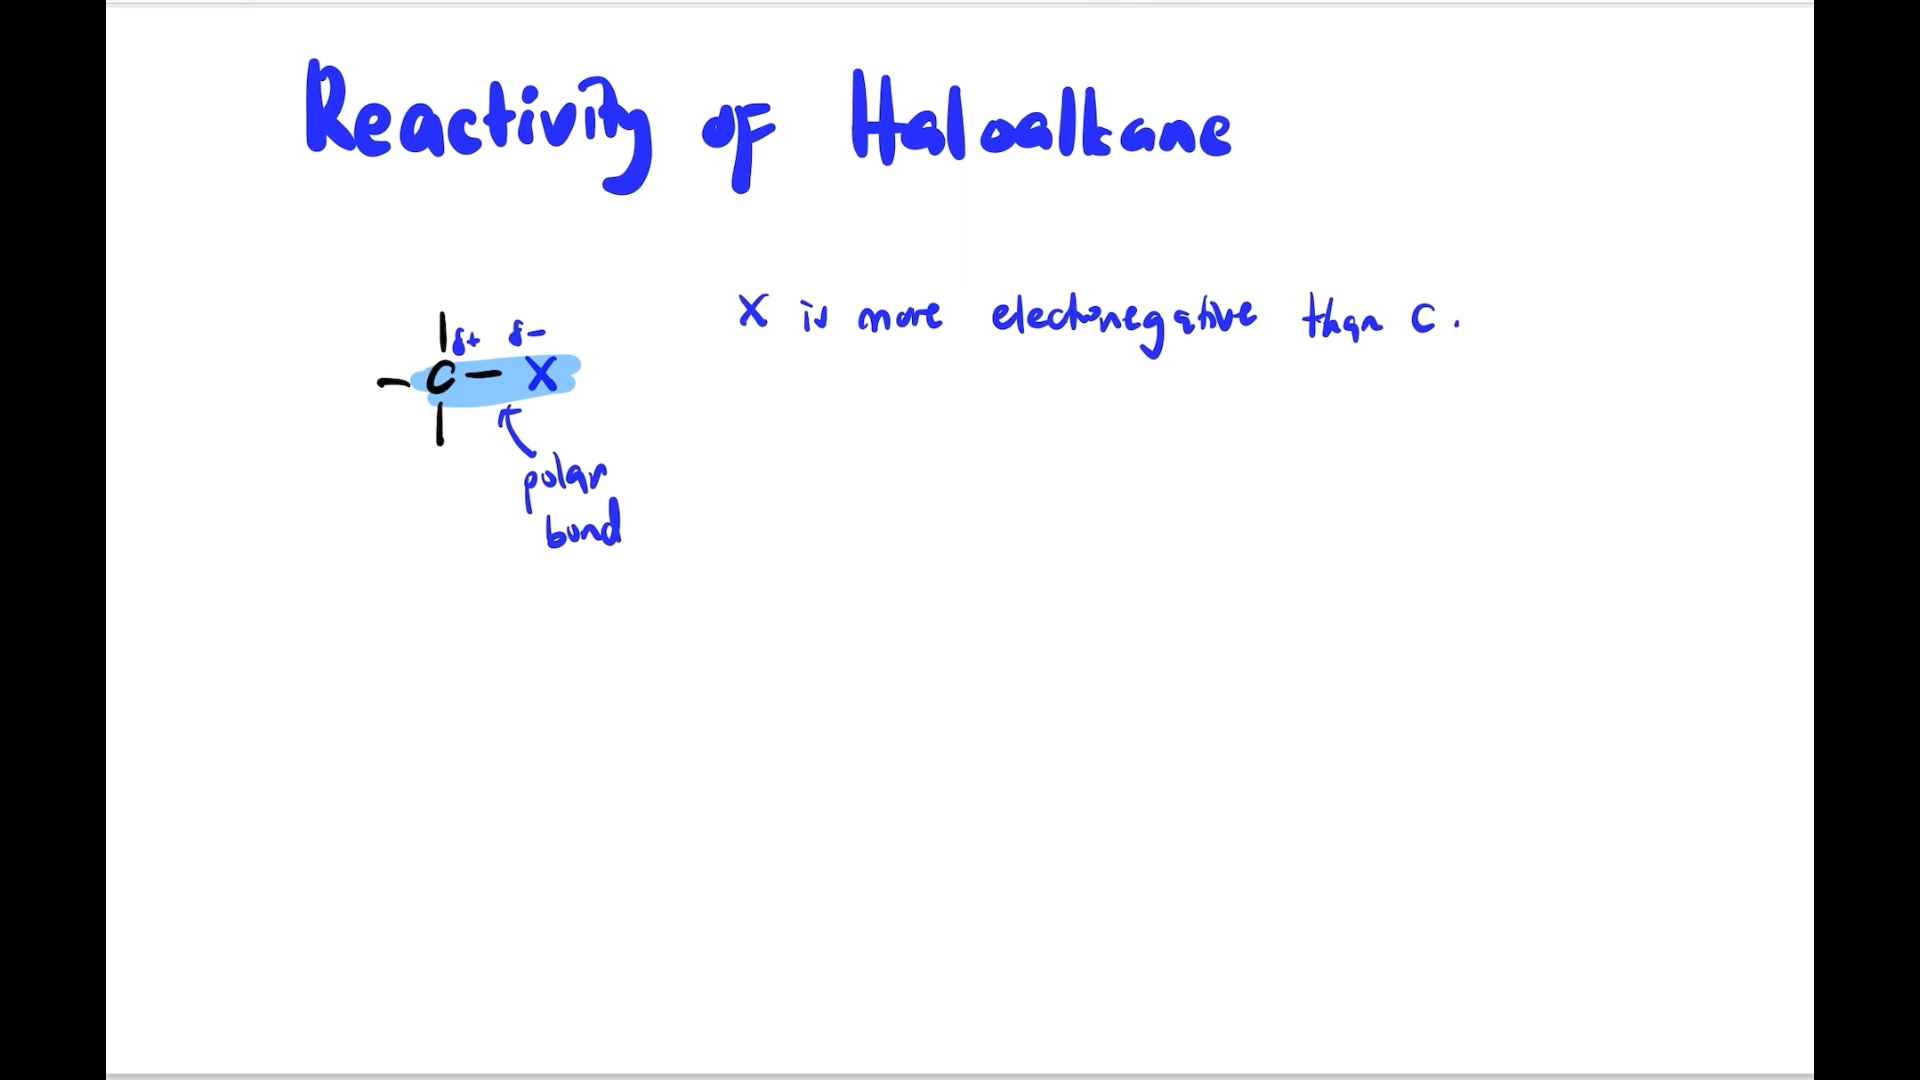 Reactivity of Haloalkane
X is more electronegative than C.
δ+ δ-
C - X
polar
bond